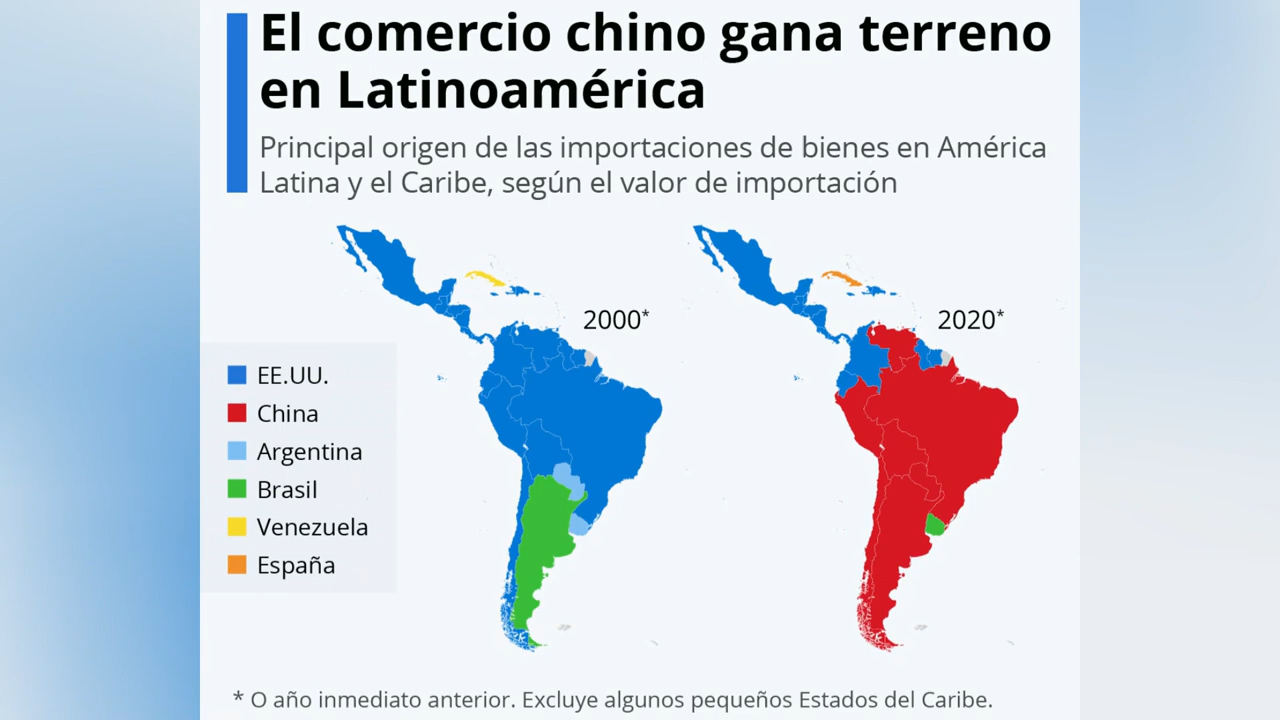 El comercio chino gana terreno
en Latinoamérica
Principal origen de las importaciones de bienes en América
Latina y el Caribe, según el valor de importación
2000*
2020*
EE.UU.
China
Argentina
Brasil
Venezuela
España
* O año inmediato anterior. Excluye algunos pequeños Estados del Caribe.